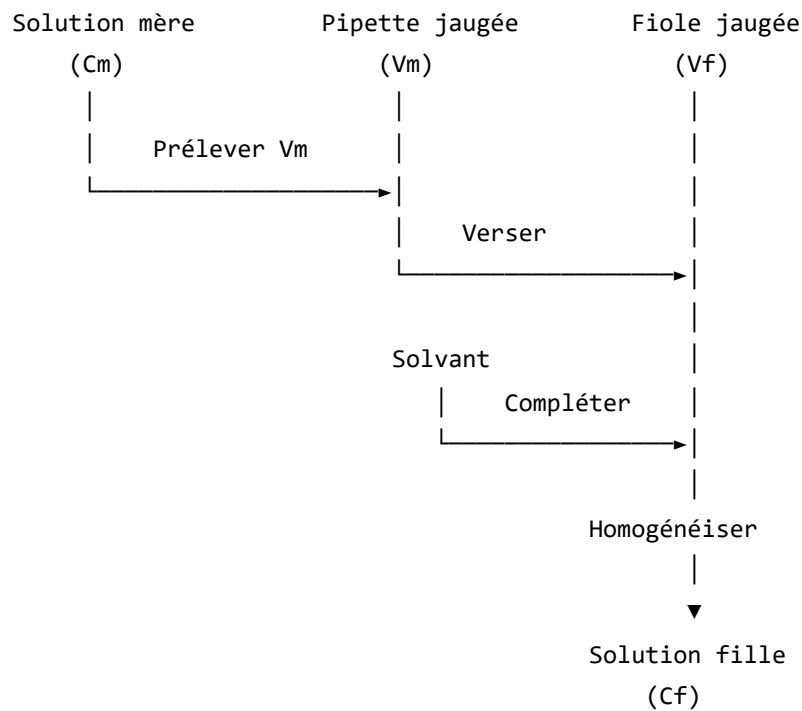 Solution mère Pipette jaugée Fiole jaugée
(Cm) (Vm) (Vf)
Prélever Vm
Verser
Solvant
Compléter
Homogénéiser
Solution fille
(Cf)